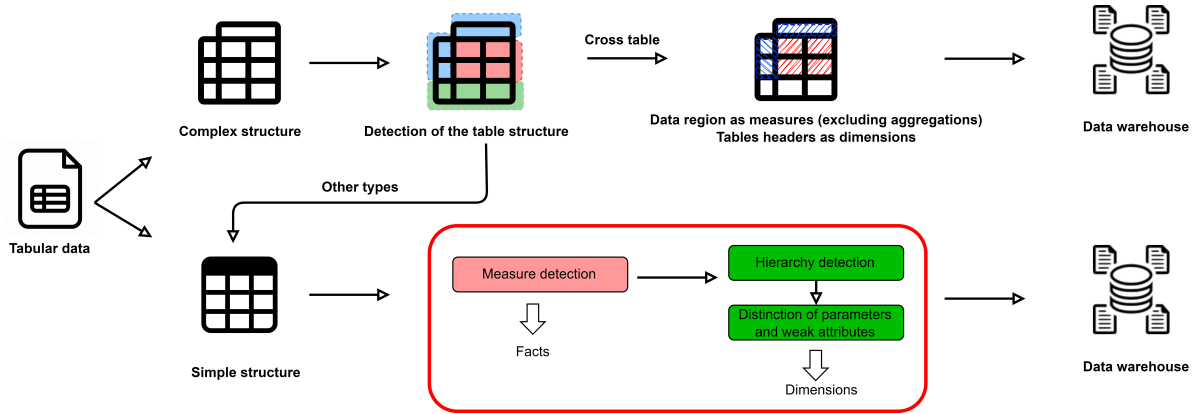 Cross table
Complex structure
Detection of the table structure
Data region as measures (excluding aggregations)
Tables headers as dimensions
Data warehouse
Tabular data
Other types
Simple structure
Measure detection
Facts
Hierarchy detection
Distinction of parameters
and weak attributes
Dimensions
Data warehouse